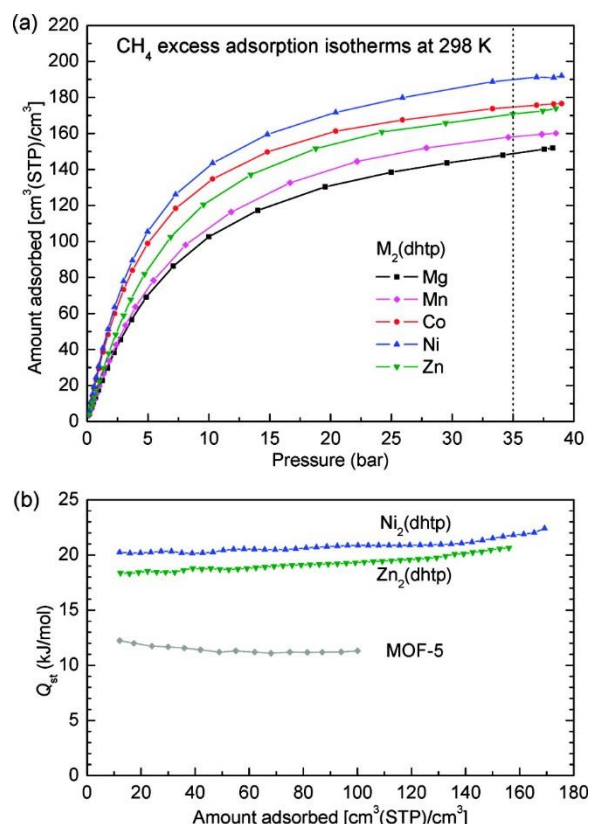 (a)
CH₄ excess adsorption isotherms at 298 K
Amount adsorbed [cm³(STP)/cm³]
220
200
180
160
140
120
100
80
60
40
20
0
M₂(dhtp)
Mg
Mn
Co
Ni
Zn
0 5 10 15 20 25 30 35 40
Pressure (bar)
(b)
Qst (kJ/mol)
25
20
15
10
5
0
Ni₂(dhtp)
Zn₂(dhtp)
MOF-5
0 20 40 60 80 100 120 140 160 180
Amount adsorbed [cm³(STP)/cm³]